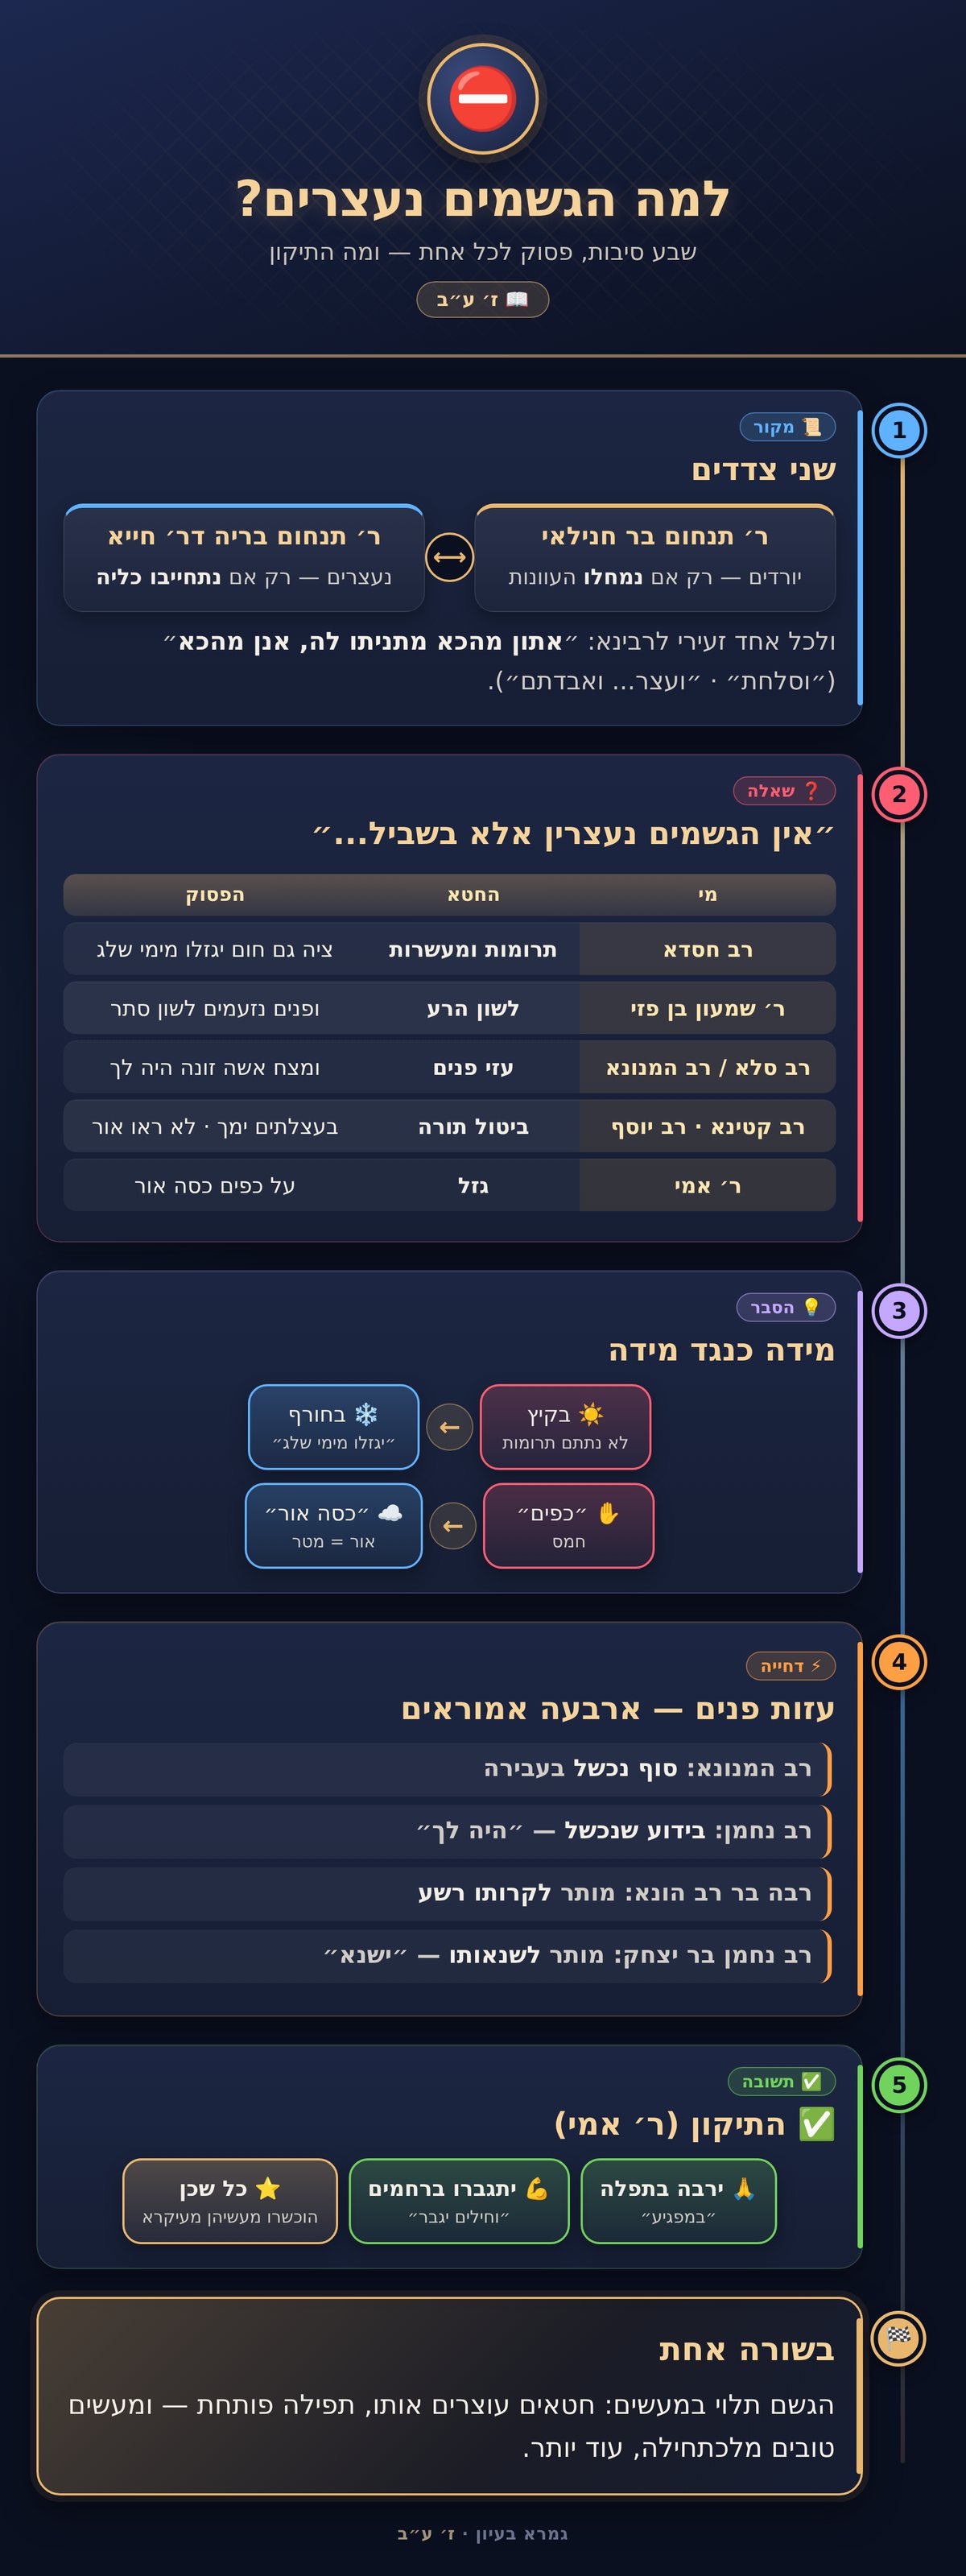 למה הגשמים נעצרים?
שבע סיבות, פסוק לכל אחת — ומה התיקון
📖 ז׳ ע״ב
1
📜 מקור
שני צדדים
ר׳ תנחום בר חנילאי
יורדים — רק אם נמחלו העוונות
⟷
ר׳ תנחום בריה דר׳ חייא
נעצרים — רק אם נתחייבו כליה
ולכל אחד זעירי לרבינא: ״אתון מהכא מתניתו לה, אנן מהכא״
(״וסלחת״ · ״ועצר... ואבדתם״).
2
❓ שאלה
״אין הגשמים נעצרין אלא בשביל...״
מי החטא הפסוק
רב חסדא תרומות ומעשרות ציה גם חום יגזלו מימי שלג
ר׳ שמעון בן פזי לשון הרע ופנים נזעמים לשון סתר
רב סלא / רב המנונא עזי פנים ומצח אשה זונה היה לך
רב קטינא · רב יוסף ביטול תורה בעצלתים ימך · לא ראו אור
ר׳ אמי גזל על כפים כסה אור
3
💡 הסבר
מידה כנגד מידה
☀️ בקיץ
לא נתתם תרומות
←
❄️ בחורף
״יגזלו מימי שלג״
✋ ״כפים״
חמס
←
☁️ ״כסה אור״
אור = מטר
4
⚡ דחייה
עזות פנים — ארבעה אמוראים
רב המנונא: סוף נכשל בעבירה
רב נחמן: בידוע שנכשל — ״היה לך״
רבה בר רב הונא: מותר לקרותו רשע
רב נחמן בר יצחק: מותר לשנאותו — ״ישנא״
5
✅ תשובה
✅ התיקון (ר׳ אמי)
🙏 ירבה בתפלה
״במפגיע״
💪 יתגברו ברחמים
״וחילים יגבר״
⭐ כל שכן
הוכשרו מעשיהן מעיקרא
🏁
בשורה אחת
הגשם תלוי במעשים: חטאים עוצרים אותו, תפילה פותחת — ומעשים
טובים מלכתחילה, עוד יותר.
גמרא בעיון · ז׳ ע״ב